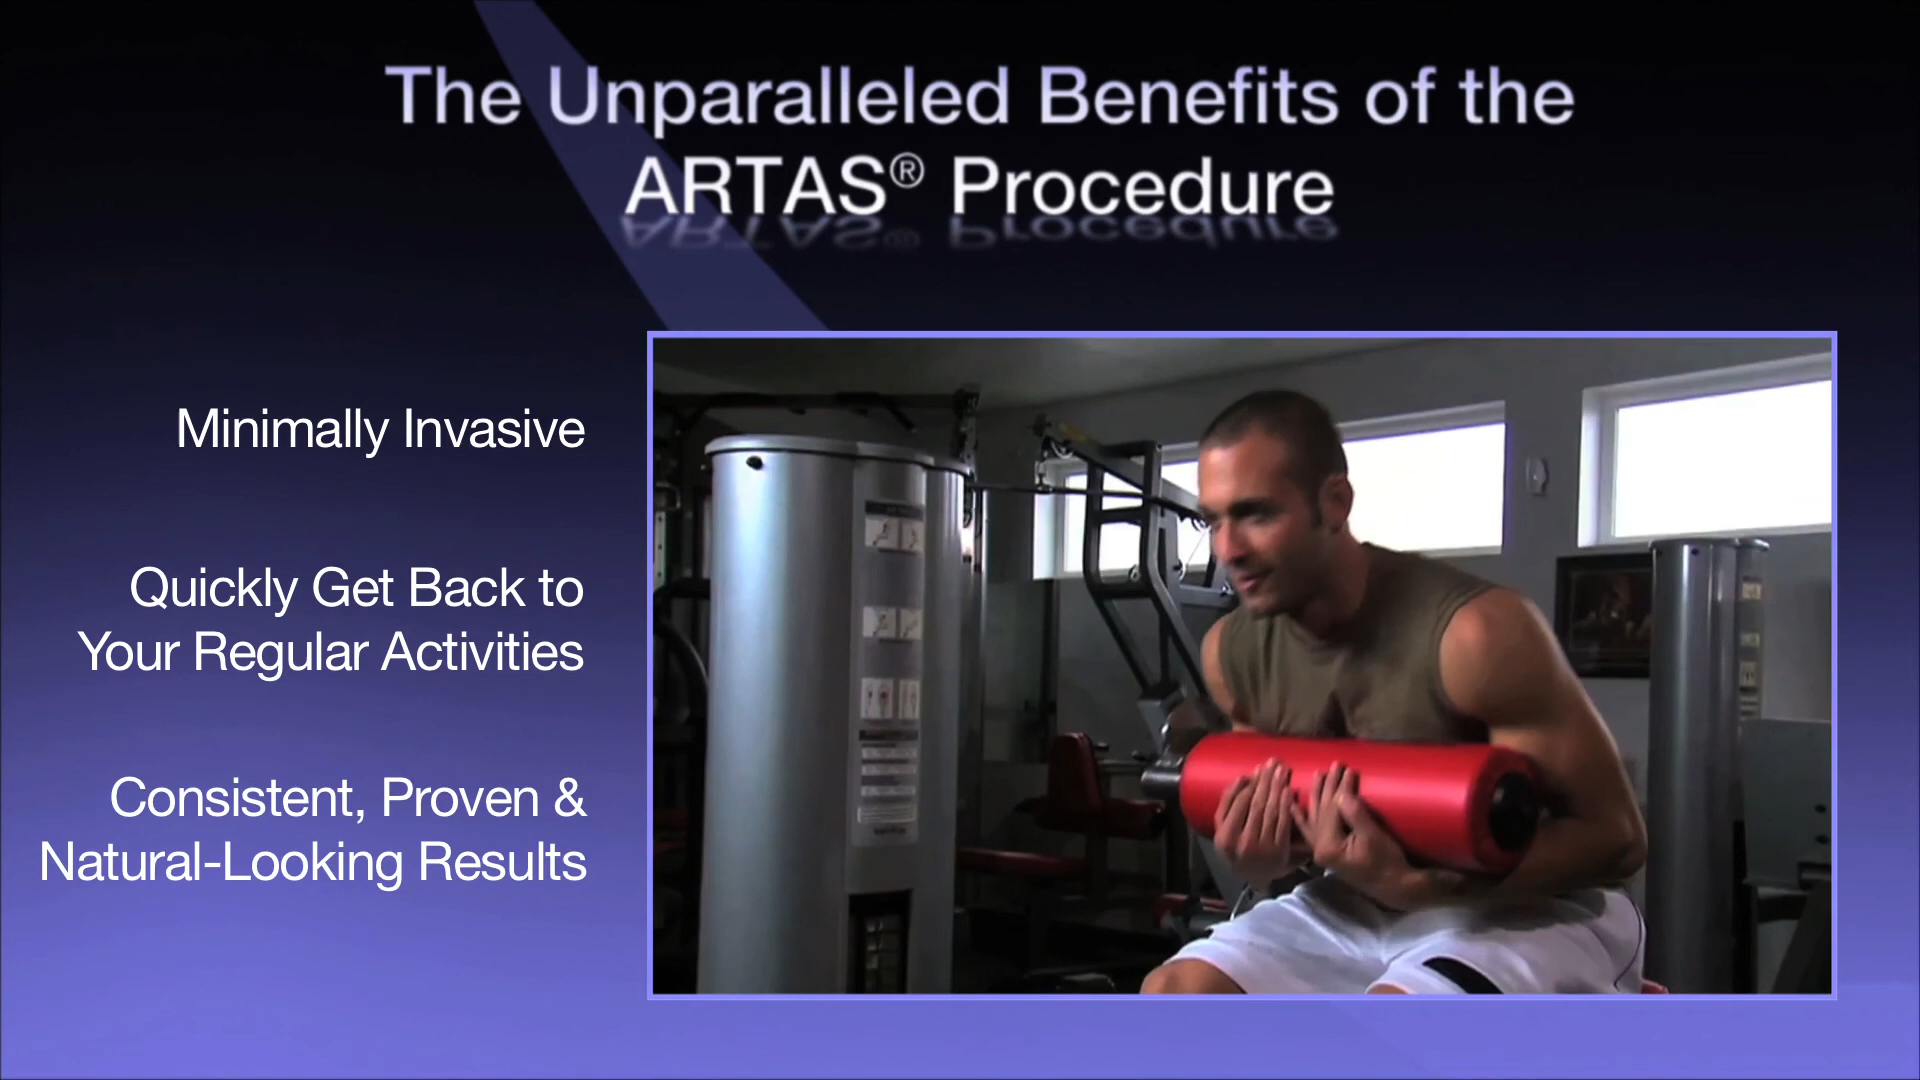 The Unparalleled Benefits of the
ARTAS® Procedure
Minimally Invasive
Quickly Get Back to
Your Regular Activities
Consistent, Proven &
Natural-Looking Results